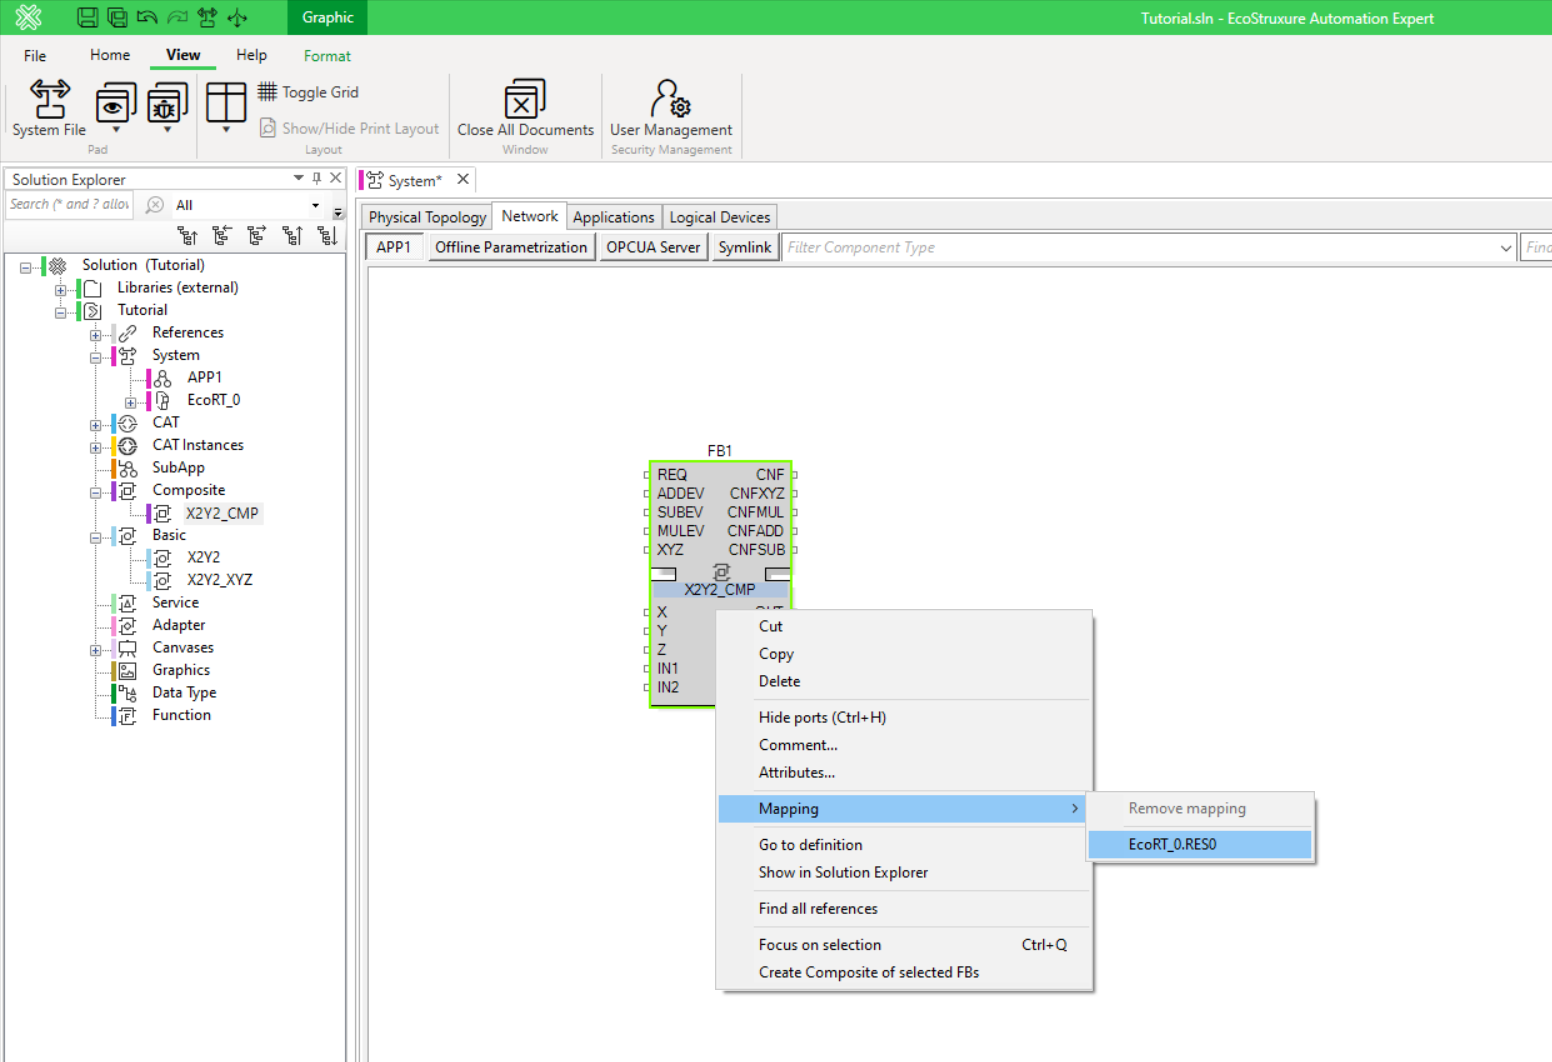 Graphic
Tutorial.sln - EcoStruxure Automation Expert
File Home View Help Format
Toggle Grid
Show/Hide Print Layout
System File
Close All Documents
User Management
Pad
Layout
Window
Security Management
Solution Explorer
Search (* and ? allow
All
Solution (Tutorial)
Libraries (external)
Tutorial
References
System
APP1
EcoRT_0
CAT
CAT Instances
SubApp
Composite
X2Y2_CMP
Basic
X2Y2
X2Y2_XYZ
Service
Adapter
Canvases
Graphics
Data Type
Function
System*
Physical Topology Network Applications Logical Devices
APP1 Offline Parametrization OPCUA Server Symlink Filter Component Type Find
FB1
REQ CNF
ADDEV CNFXYZ
SUBEV CNFMUL
MULEV CNFADD
XYZ CNFSUB
X2Y2_CMP
X
Y
Z
IN1
IN2
Cut
Copy
Delete
Hide ports (Ctrl+H)
Comment...
Attributes...
Mapping
Go to definition
Show in Solution Explorer
Find all references
Focus on selection Ctrl+Q
Create Composite of selected FBs
Remove mapping
EcoRT_0.RES0